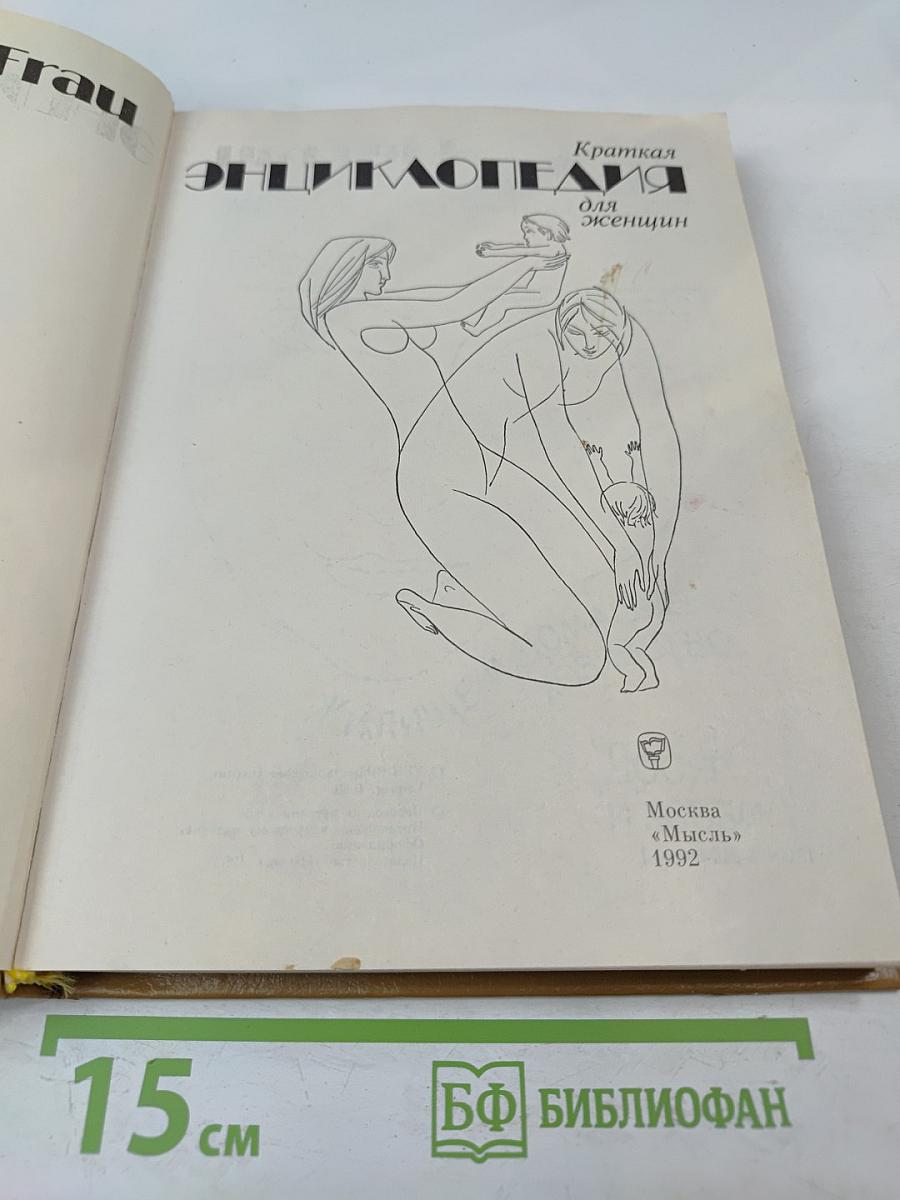 Frau
Краткая
ЭНЦИКЛОПЕДИЯ
для
женщин
Москва
«Мысль»
1992
15 см
БФ БИБЛИОФАН